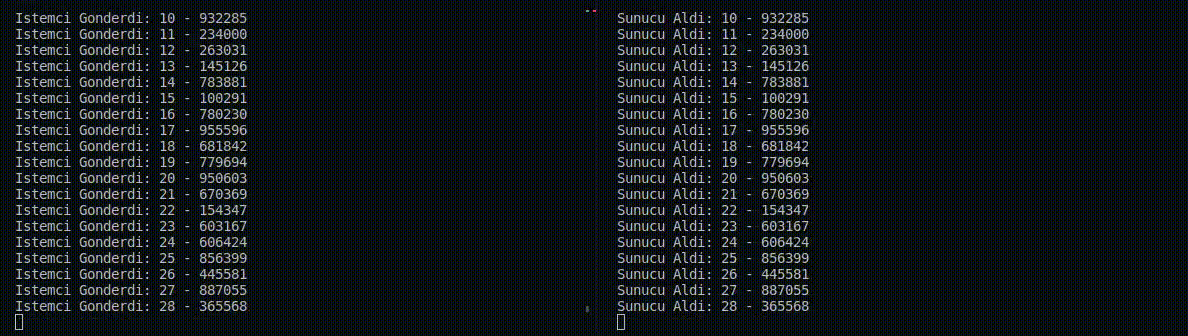 Istemci Gonderdi: 10 - 932285
Istemci Gonderdi: 11 - 234000
Istemci Gonderdi: 12 - 263031
Istemci Gonderdi: 13 - 145126
Istemci Gonderdi: 14 - 783881
Istemci Gonderdi: 15 - 100291
Istemci Gonderdi: 16 - 780230
Istemci Gonderdi: 17 - 955596
Istemci Gonderdi: 18 - 681842
Istemci Gonderdi: 19 - 779694
Istemci Gonderdi: 20 - 950603
Istemci Gonderdi: 21 - 670369
Istemci Gonderdi: 22 - 154347
Istemci Gonderdi: 23 - 603167
Istemci Gonderdi: 24 - 606424
Istemci Gonderdi: 25 - 856399
Istemci Gonderdi: 26 - 445581
Istemci Gonderdi: 27 - 887055
Istemci Gonderdi: 28 - 365568
Sunucu Aldi: 10 - 932285
Sunucu Aldi: 11 - 234000
Sunucu Aldi: 12 - 263031
Sunucu Aldi: 13 - 145126
Sunucu Aldi: 14 - 783881
Sunucu Aldi: 15 - 100291
Sunucu Aldi: 16 - 780230
Sunucu Aldi: 17 - 955596
Sunucu Aldi: 18 - 681842
Sunucu Aldi: 19 - 779694
Sunucu Aldi: 20 - 950603
Sunucu Aldi: 21 - 670369
Sunucu Aldi: 22 - 154347
Sunucu Aldi: 23 - 603167
Sunucu Aldi: 24 - 606424
Sunucu Aldi: 25 - 856399
Sunucu Aldi: 26 - 445581
Sunucu Aldi: 27 - 887055
Sunucu Aldi: 28 - 365568